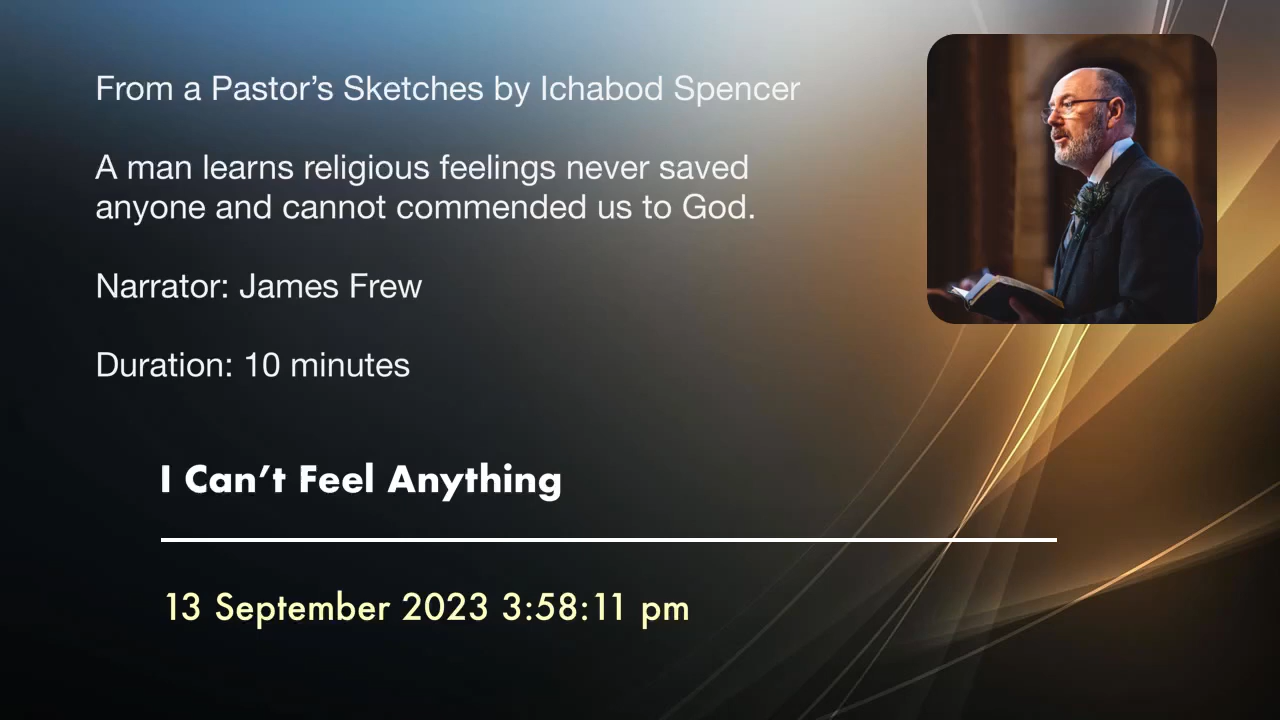 From a Pastor’s Sketches by Ichabod Spencer
A man learns religious feelings never saved
anyone and cannot commended us to God.
Narrator: James Frew
Duration: 10 minutes
I Can’t Feel Anything
13 September 2023 3:58:11 pm